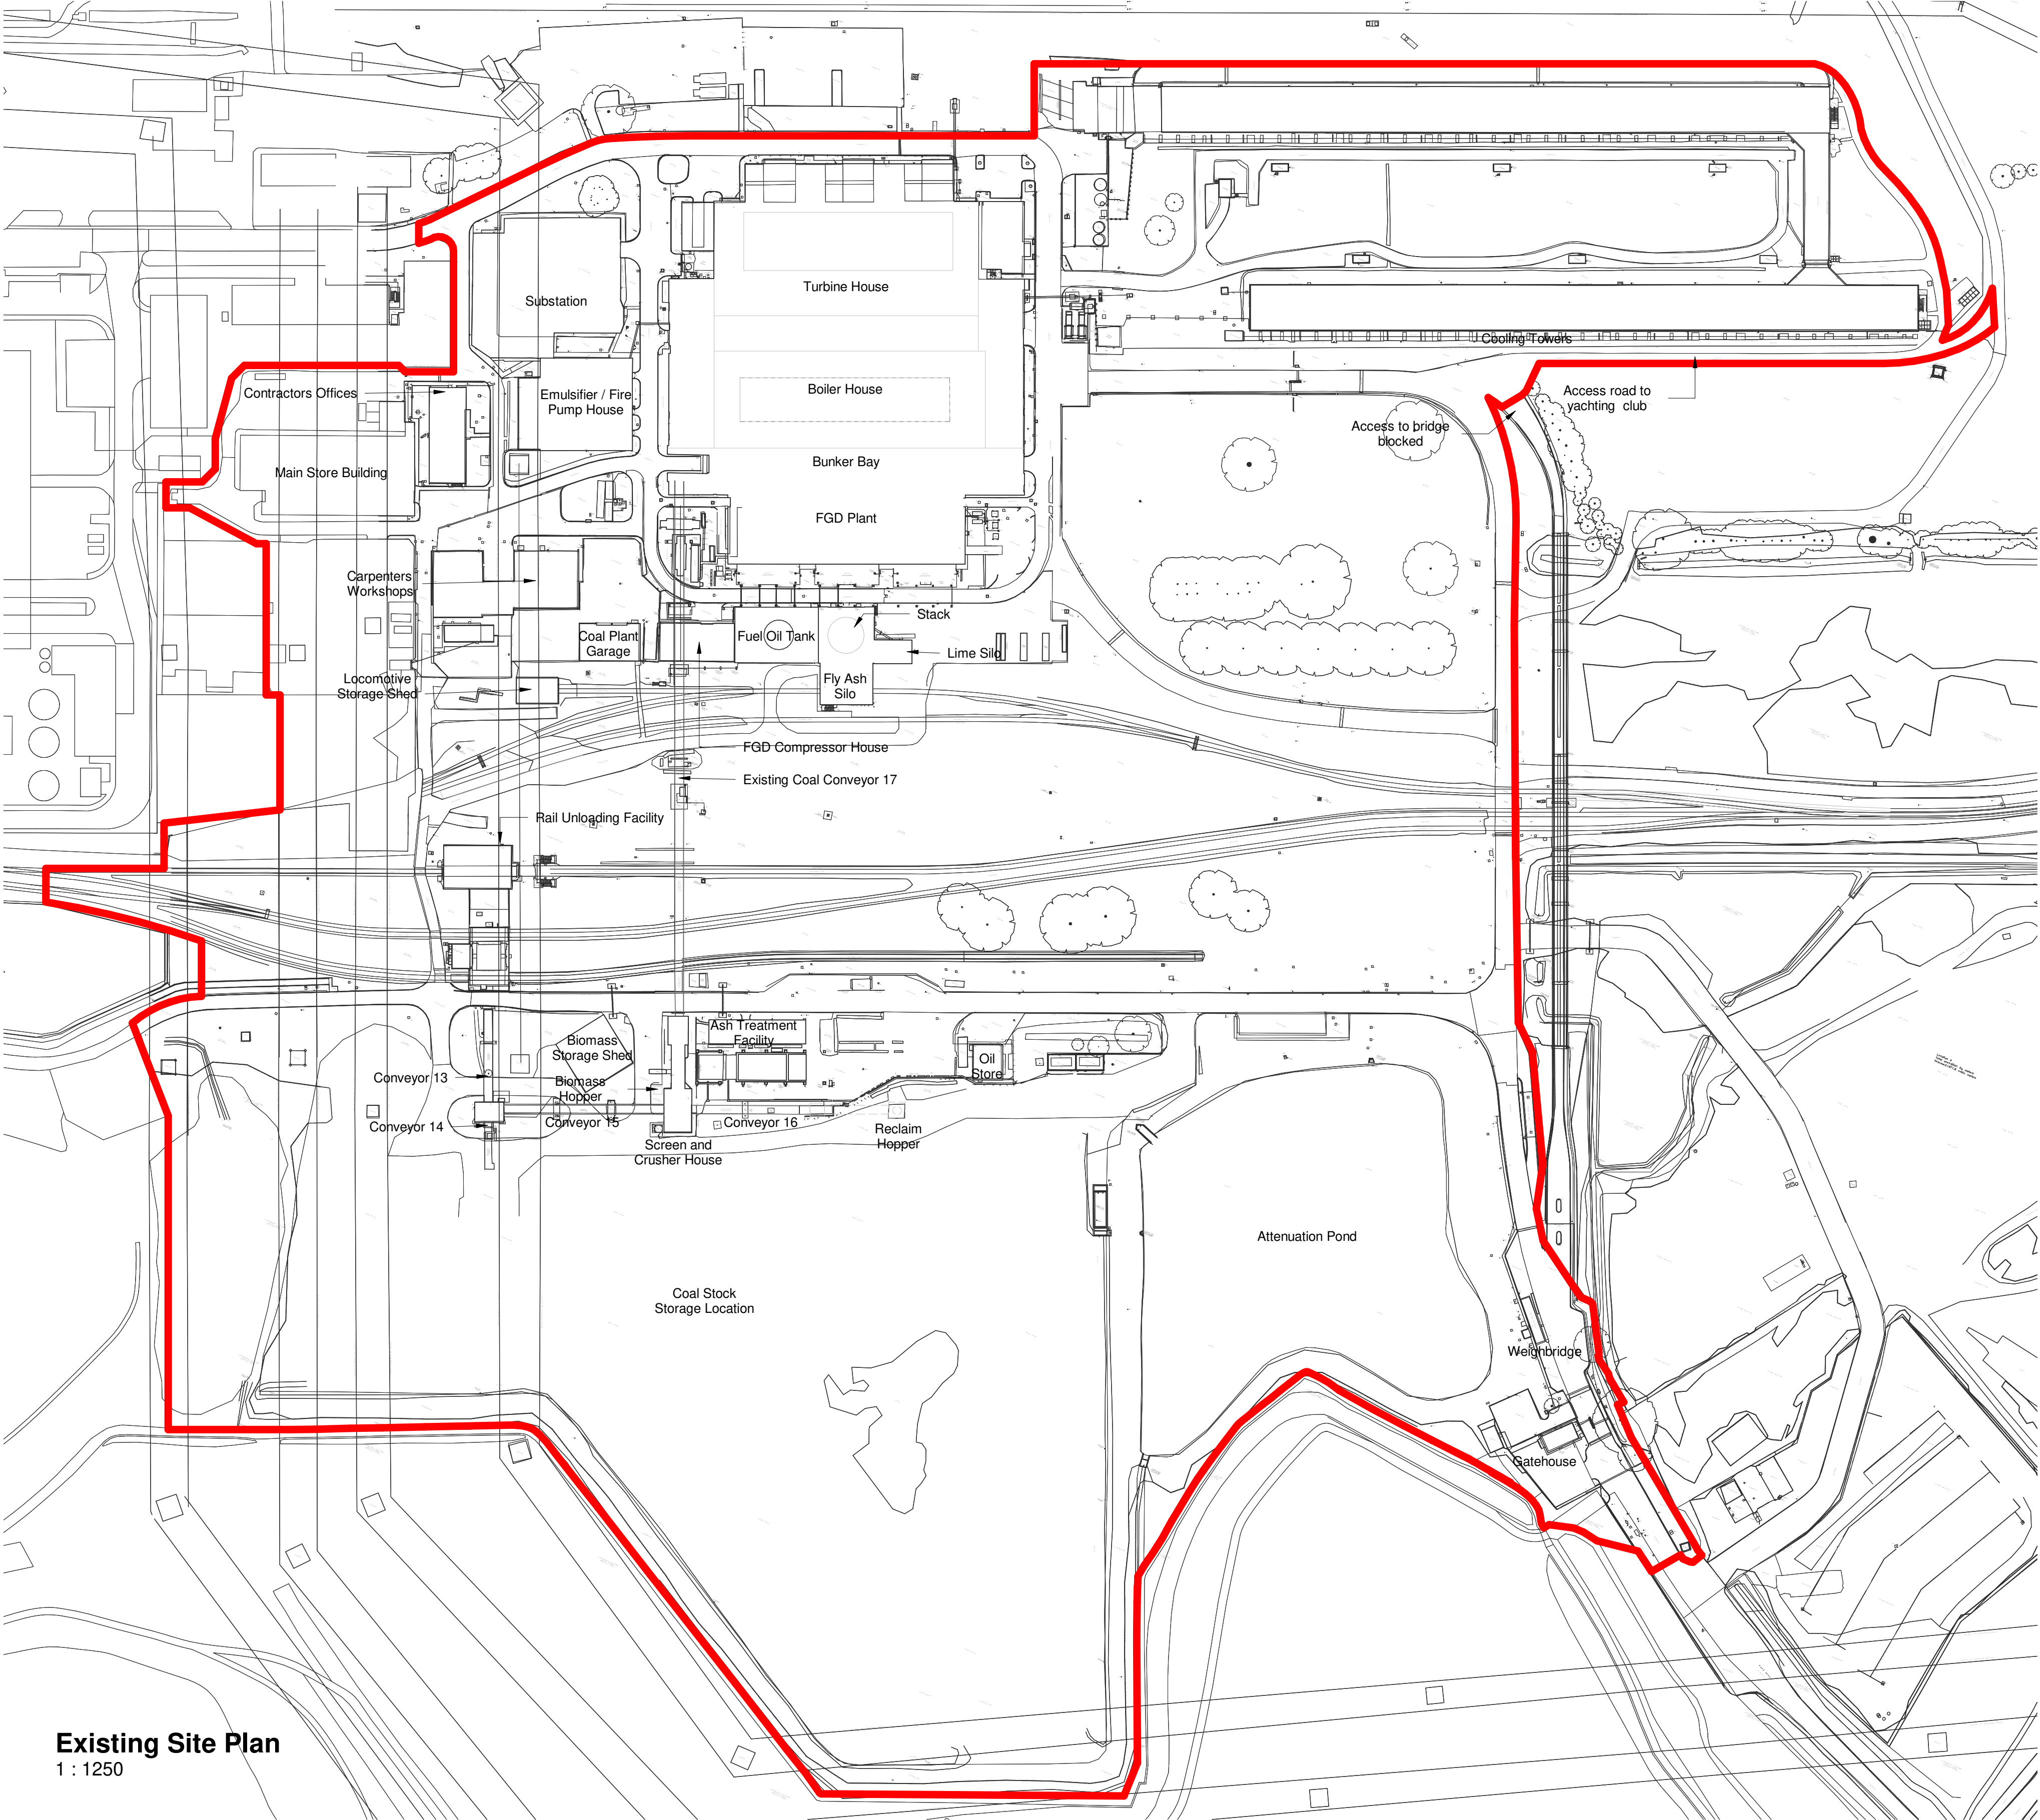 Turbine House
Substation
Cooling Towers
Contractors Offices
Emulsifier / Fire
Pump House
Boiler House
Access road to
yachting club
Access to bridge
blocked
Main Store Building
Bunker Bay
FGD Plant
Carpenters
Workshops
Stack
Coal Plant
Garage
Fuel Oil Tank
Lime Silo
Locomotive
Storage Shed
Fly Ash
Silo
FGD Compressor House
Existing Coal Conveyor 17
Rail Unloading Facility
Ash Treatment
Facility
Biomass
Storage Shed
Oil
Store
Conveyor 13
Biomass
Hopper
Conveyor 14
Conveyor 15
Conveyor 16
Reclaim
Hopper
Screen and
Crusher House
Attenuation Pond
Coal Stock
Storage Location
Weighbridge
Gatehouse
Existing Site Plan
1 : 1250